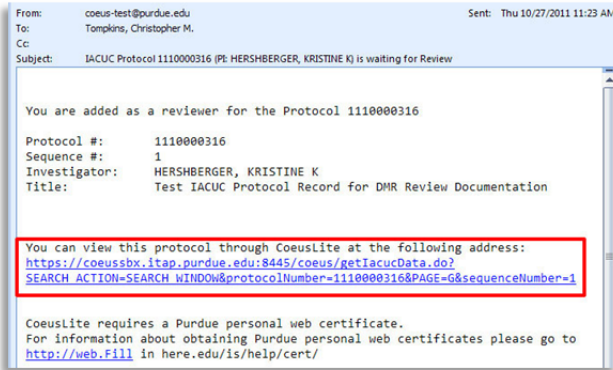 From: coeus-test@purdue.edu Sent: Thu 10/27/2011 11:23 AM
To: Tompkins, Christopher M.
Cc:
Subject: IACUC Protocol 1110000316 (PI: HERSHBERGER, KRISTINE K) is waiting for Review
You are added as a reviewer for the Protocol 1110000316
Protocol #: 1110000316
Sequence #: 1
Investigator: HERSHBERGER, KRISTINE K
Title: Test IACUC Protocol Record for DMR Review Documentation
You can view this protocol through CoeusLite at the following address:
https://coeussbx.itap.purdue.edu:8445/coeus/getIacucData.do?
SEARCH_ACTION=SEARCH_WINDOW&protocolNumber=1110000316&PAGE=G&sequenceNumber=1
CoeusLite requires a Purdue personal web certificate.
For information about obtaining Purdue personal web certificates please go to
http://web.Fill in here.edu/is/help/cert/